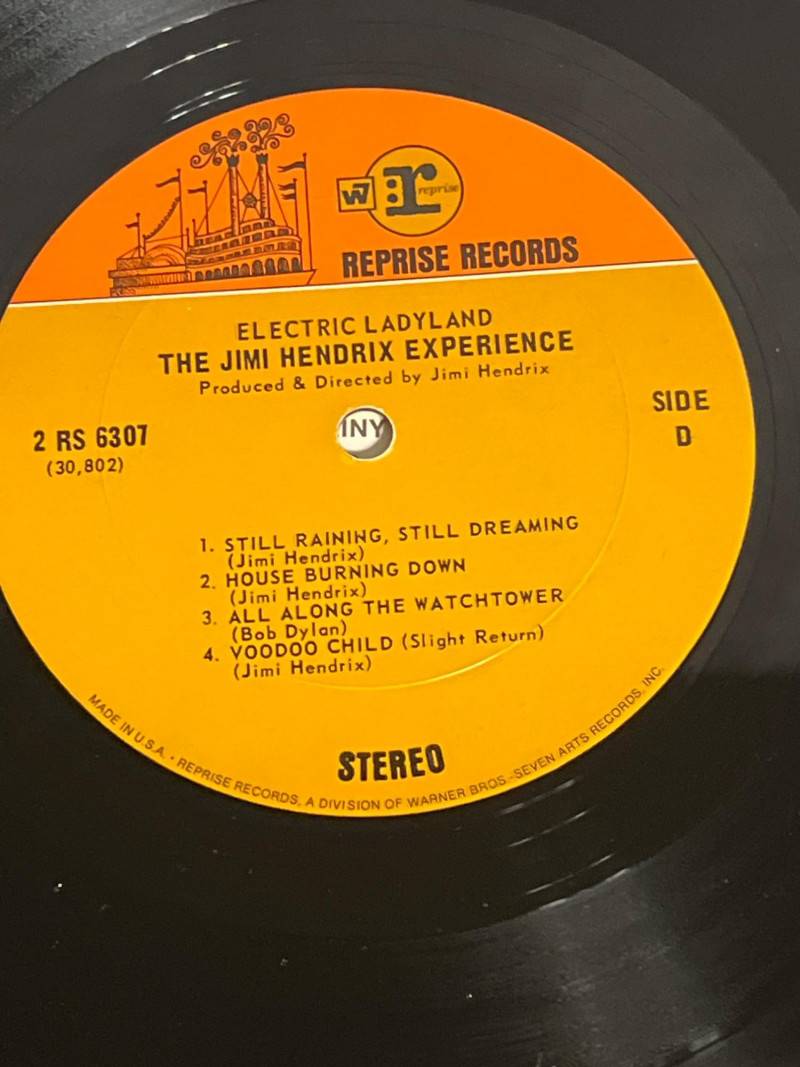 W7 r reprise
REPRISE RECORDS
ELECTRIC LADYLAND
THE JIMI HENDRIX EXPERIENCE
Produced & Directed by Jimi Hendrix
2 RS 6307
(30,802)
SIDE
D
INY
1. STILL RAINING, STILL DREAMING
(Jimi Hendrix)
2. HOUSE BURNING DOWN
(Jimi Hendrix)
3. ALL ALONG THE WATCHTOWER
(Bob Dylan)
4. VOODOO CHILD (Slight Return)
(Jimi Hendrix)
STEREO
MADE IN U.S.A. • REPRISE RECORDS, A DIVISION OF WARNER BROS.-SEVEN ARTS RECORDS, INC.